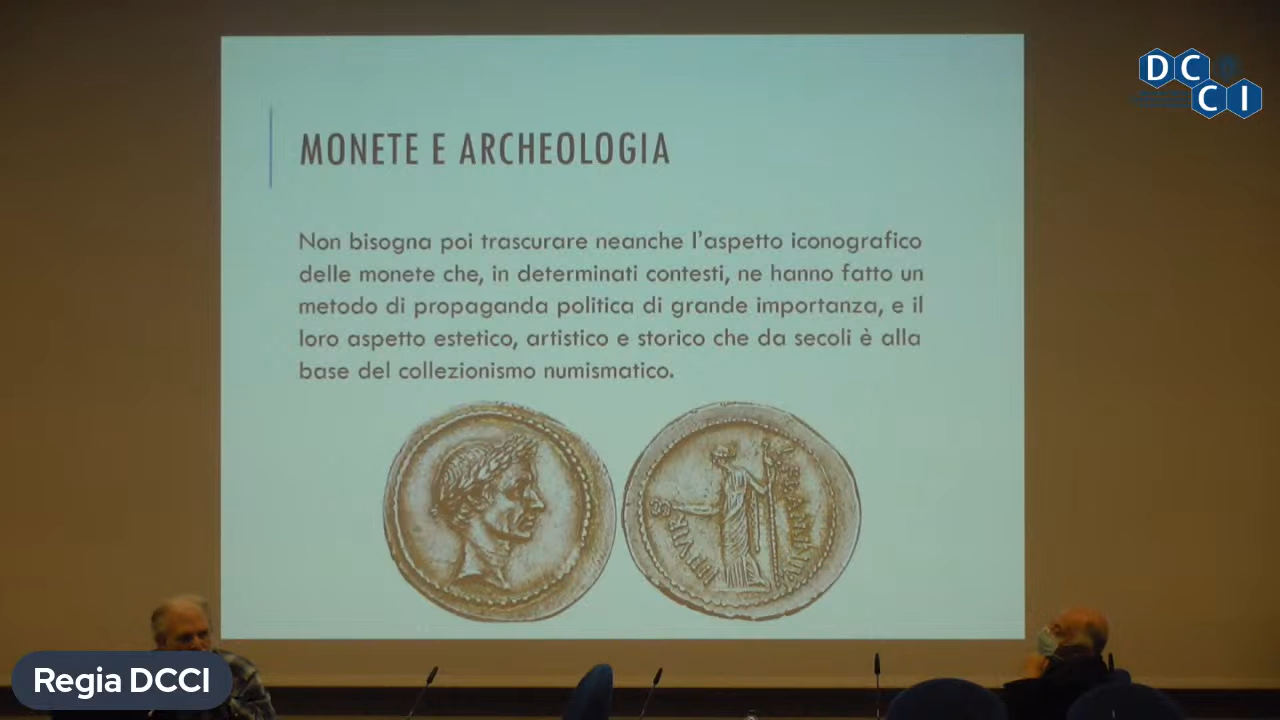 DC
CI
MONETE E ARCHEOLOGIA
Non bisogna poi trascurare neanche l'aspetto iconografico
delle monete che, in determinati contesti, ne hanno fatto un
metodo di propaganda politica di grande importanza, e il
loro aspetto estetico, artistico e storico che da secoli è alla
base del collezionismo numismatico.
IIIIVIR
Regia DCCI